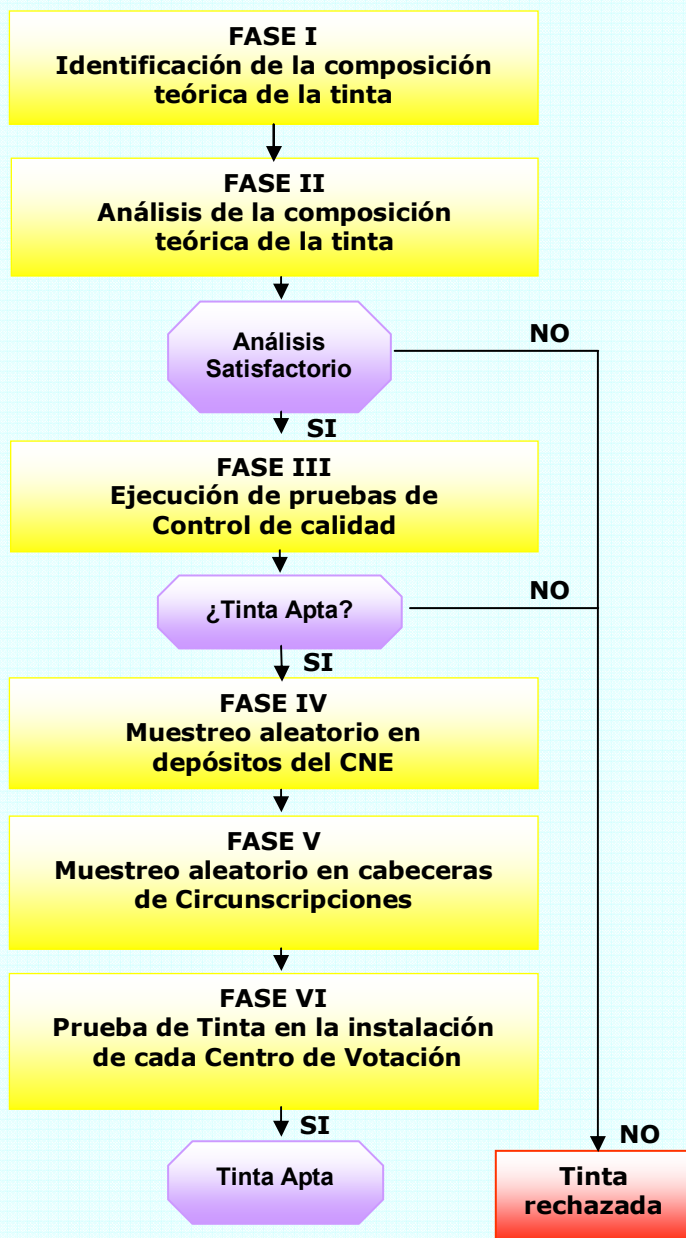 FASE I
Identificación de la composición
teórica de la tinta
FASE II
Análisis de la composición
teórica de la tinta
Análisis
Satisfactorio
NO
SI
FASE III
Ejecución de pruebas de
Control de calidad
¿Tinta Apta?
NO
SI
FASE IV
Muestreo aleatorio en
depósitos del CNE
FASE V
Muestreo aleatorio en cabeceras
de Circunscripciones
FASE VI
Prueba de Tinta en la instalación
de cada Centro de Votación
SI
NO
Tinta Apta
Tinta
rechazada